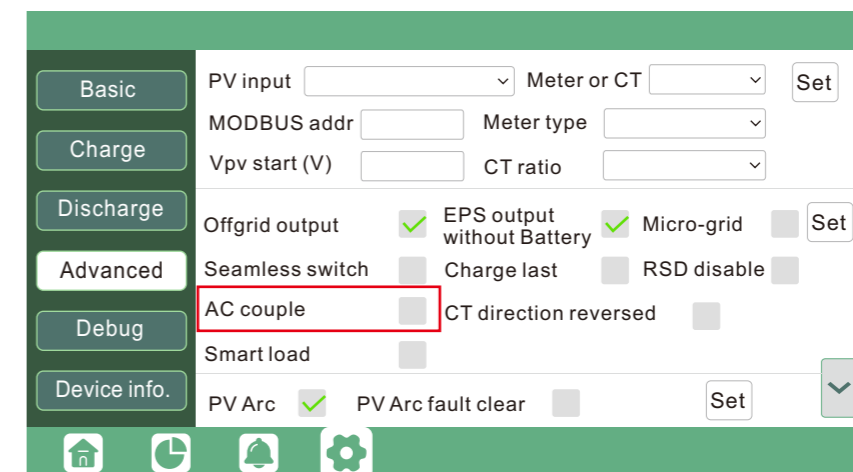 Basic
Charge
Discharge
Advanced
Debug
Device info.
PV input Meter or CT Set
MODBUS addr Meter type
Vpv start (V) CT ratio
Offgrid output EPS output without Battery Micro-grid Set
Seamless switch Charge last RSD disable
AC couple CT direction reversed
Smart load
PV Arc PV Arc fault clear Set